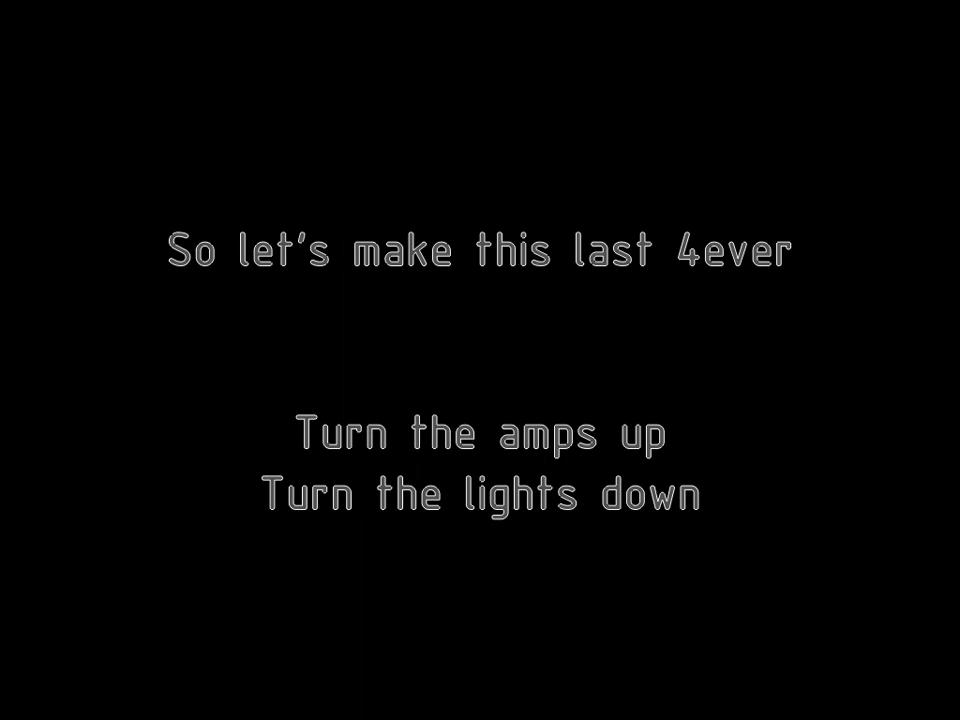 So let's make this last 4ever
Turn the amps up
Turn the lights down